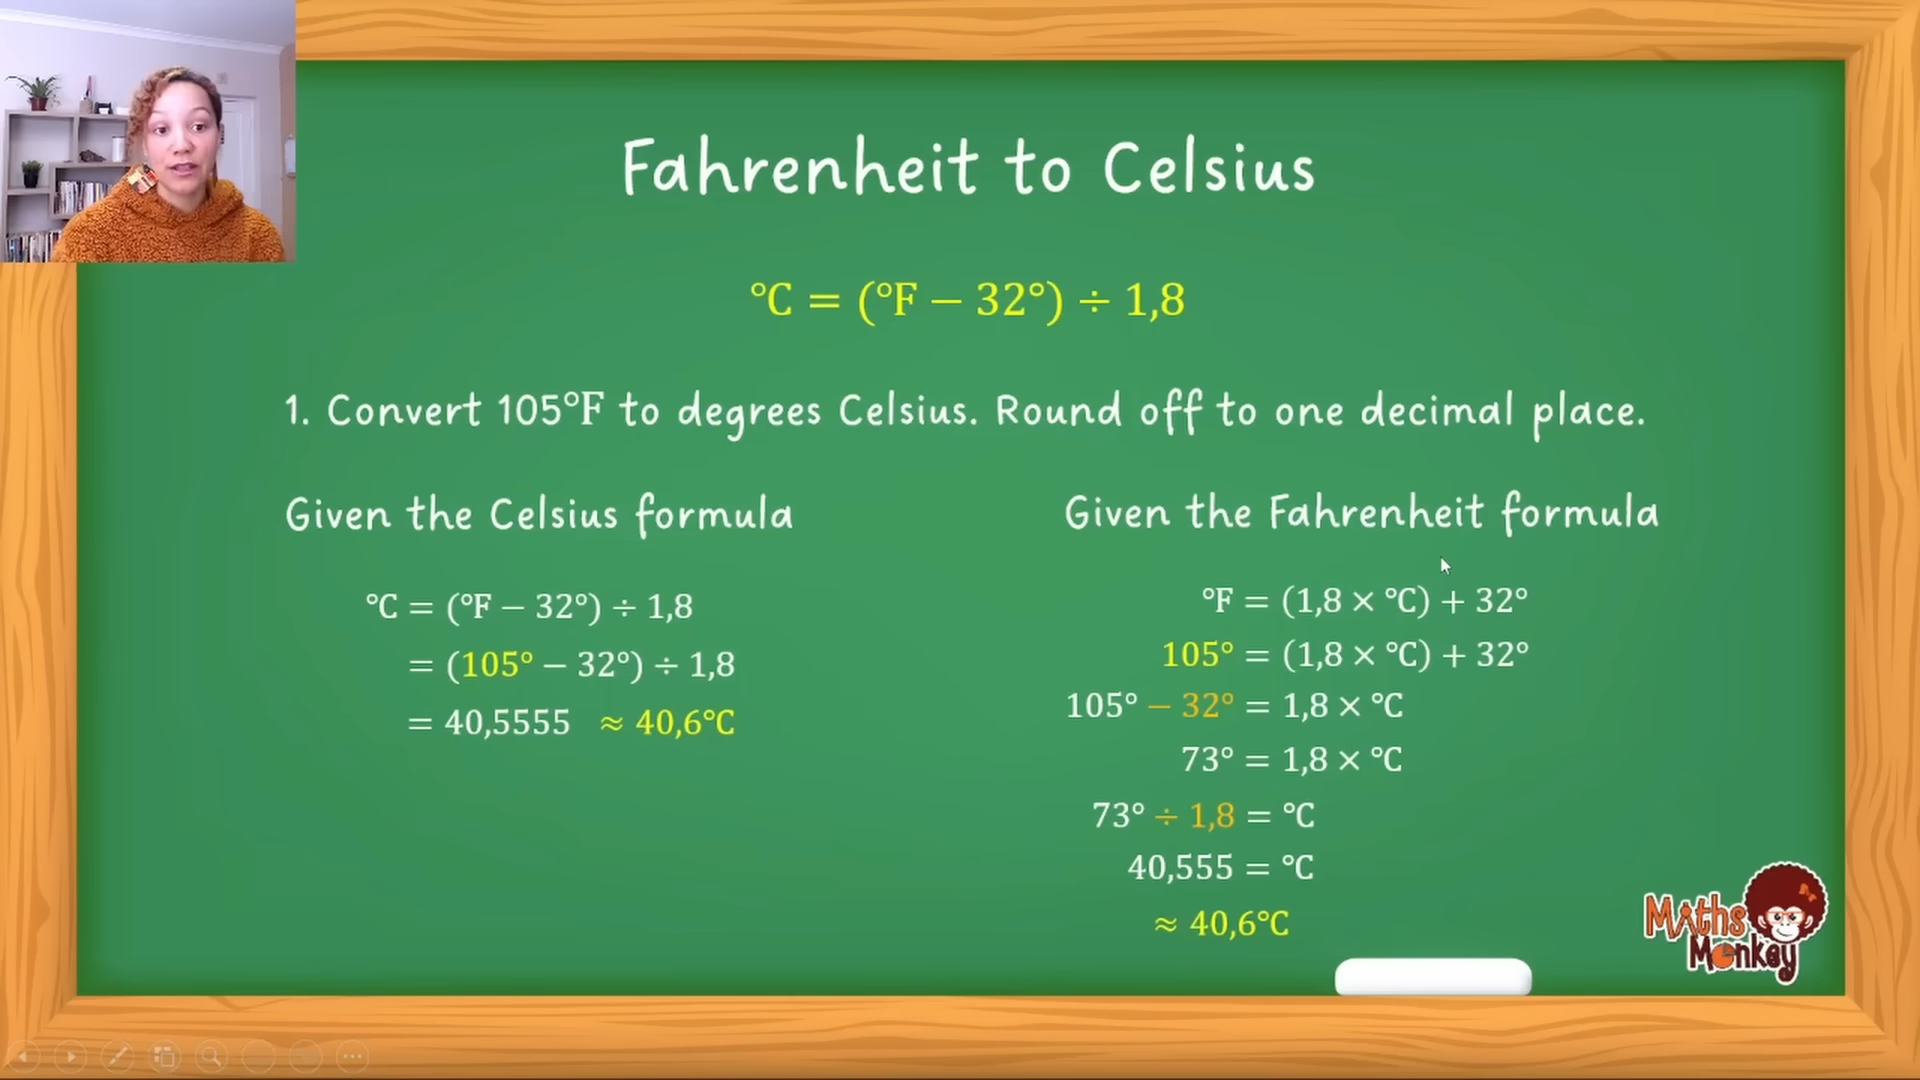 Fahrenheit to Celsius
°C = (°F − 32°) ÷ 1,8
1. Convert 105°F to degrees Celsius. Round off to one decimal place.
Given the Celsius formula
°C = (°F − 32°) ÷ 1,8
= (105° − 32°) ÷ 1,8
= 40,5555 ≈ 40,6°C
Given the Fahrenheit formula
°F = (1,8 × °C) + 32°
105° = (1,8 × °C) + 32°
105° − 32° = 1,8 × °C
73° = 1,8 × °C
73° ÷ 1,8 = °C
40,555 = °C
≈ 40,6°C
Maths
Monkey